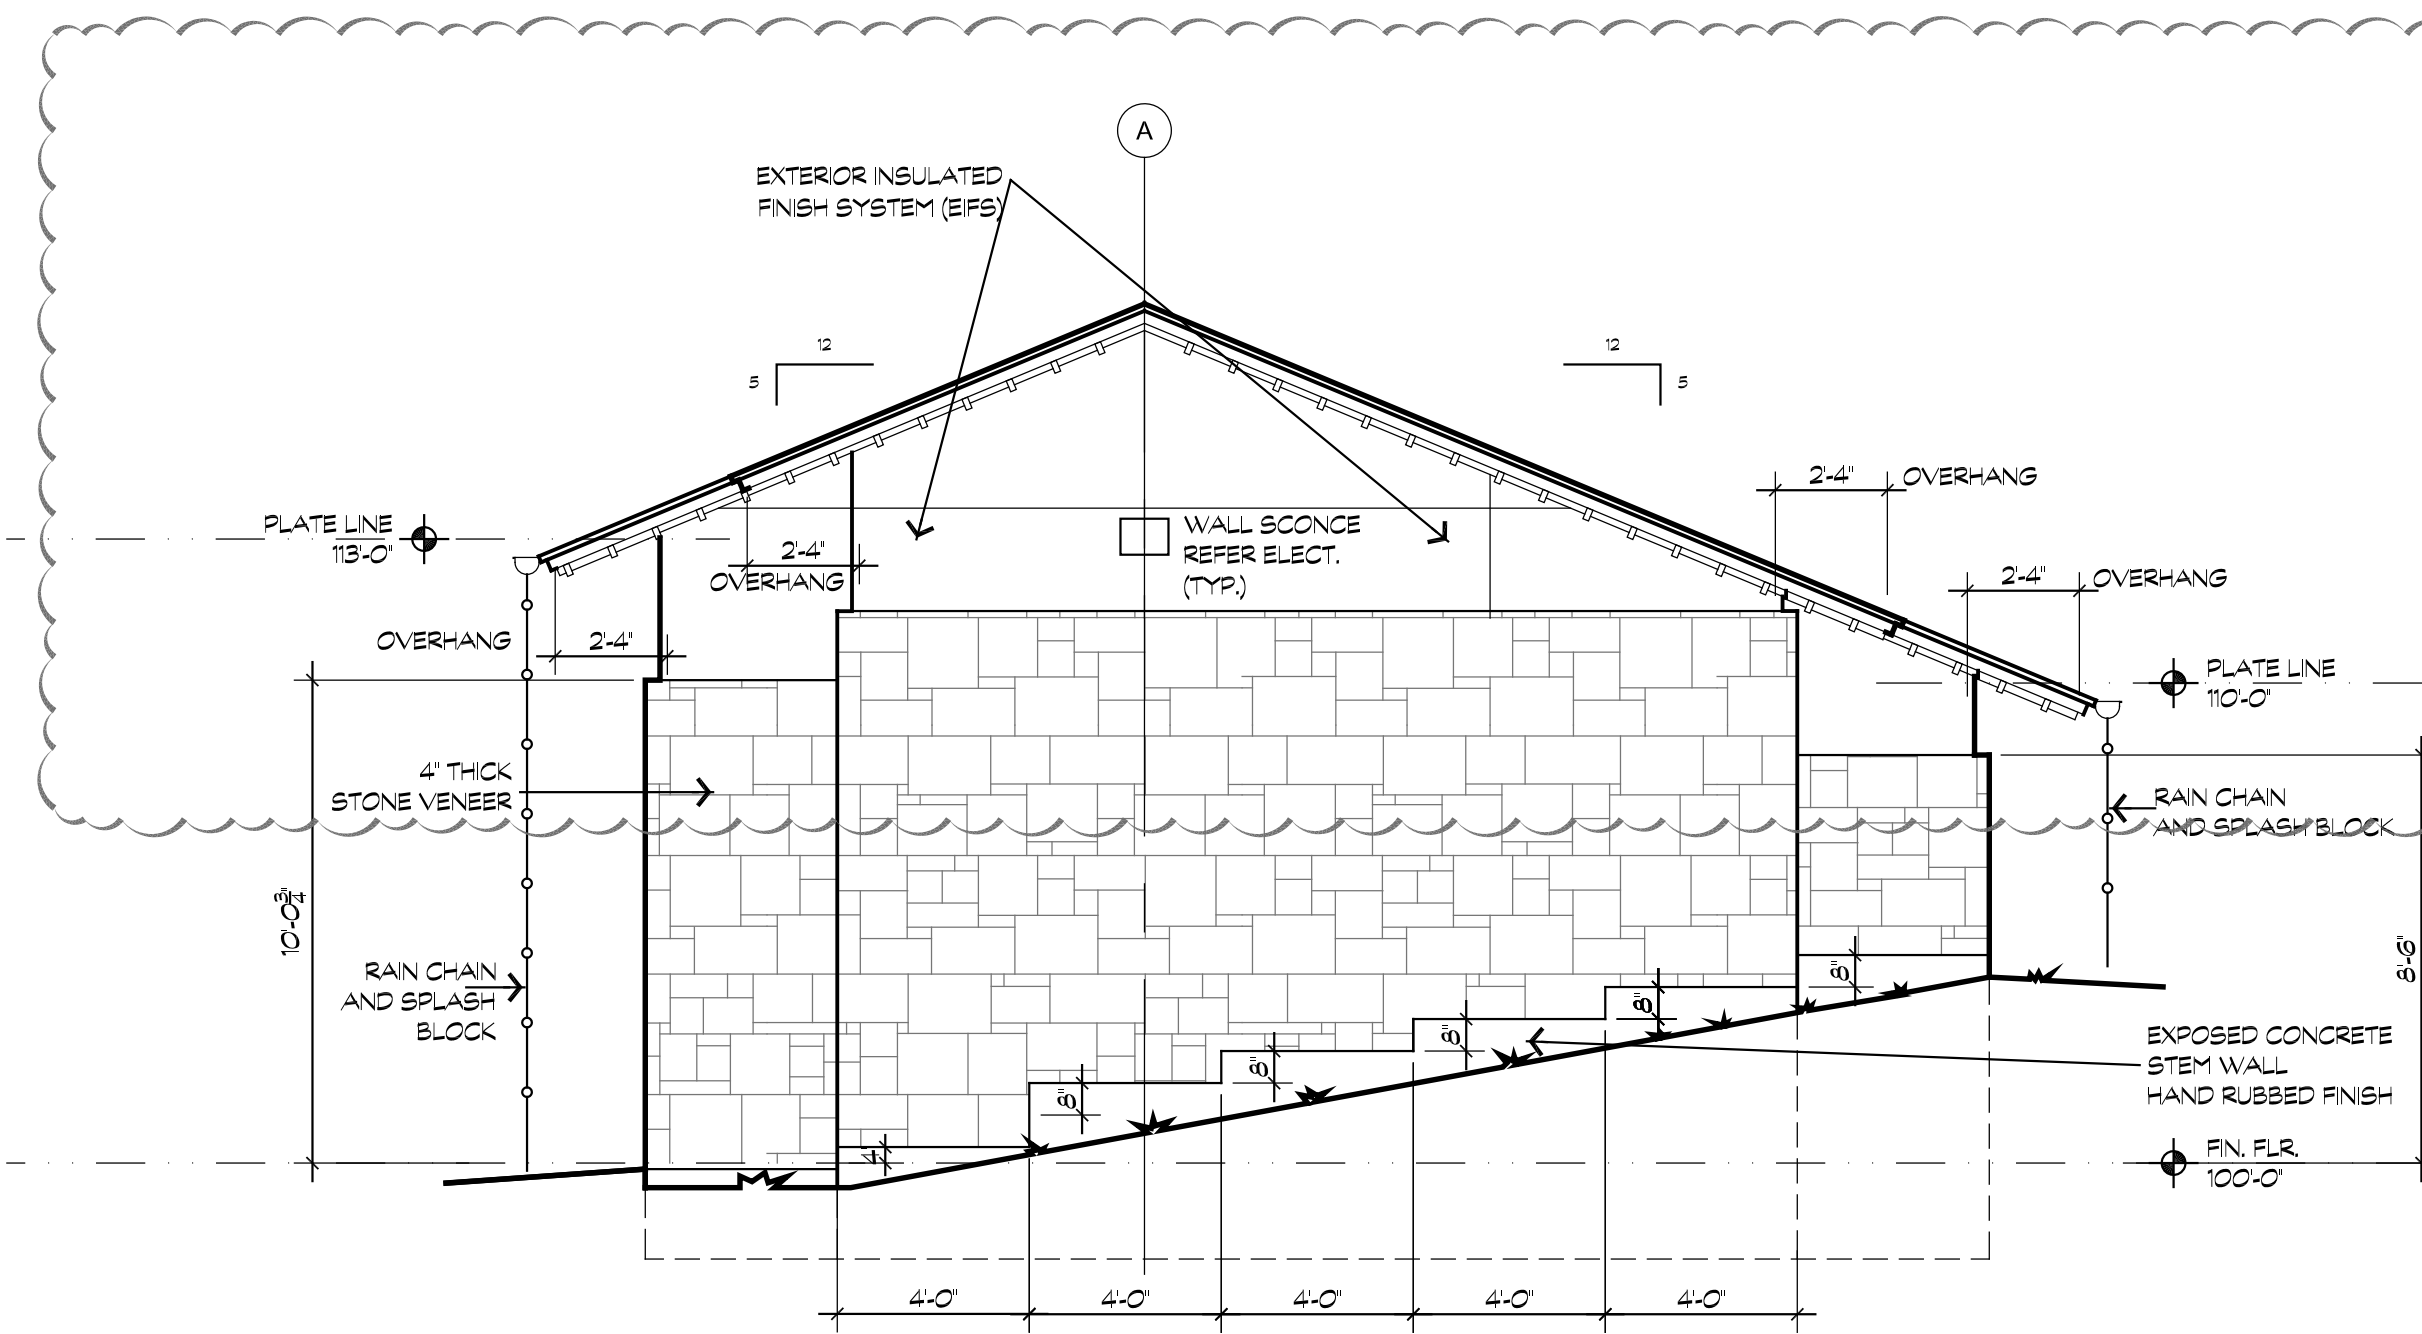 A
EXTERIOR INSULATED
FINISH SYSTEM (EIFS)
12
5
12
5
2'-4" OVERHANG
PLATE LINE
113'-0"
WALL SCONCE
REFER ELECT.
(TYP.)
2'-4"
OVERHANG
2'-4" OVERHANG
OVERHANG 2'-4"
PLATE LINE
110'-0"
4" THICK
STONE VENEER
RAIN CHAIN
AND SPLASH BLOCK
10'-0 3/4"
8'-6"
RAIN CHAIN
AND SPLASH
BLOCK
8"
8"
8"
8"
8"
4"
EXPOSED CONCRETE
STEM WALL
HAND RUBBED FINISH
FIN. FLR.
100'-0"
4'-0" 4'-0" 4'-0" 4'-0" 4'-0"